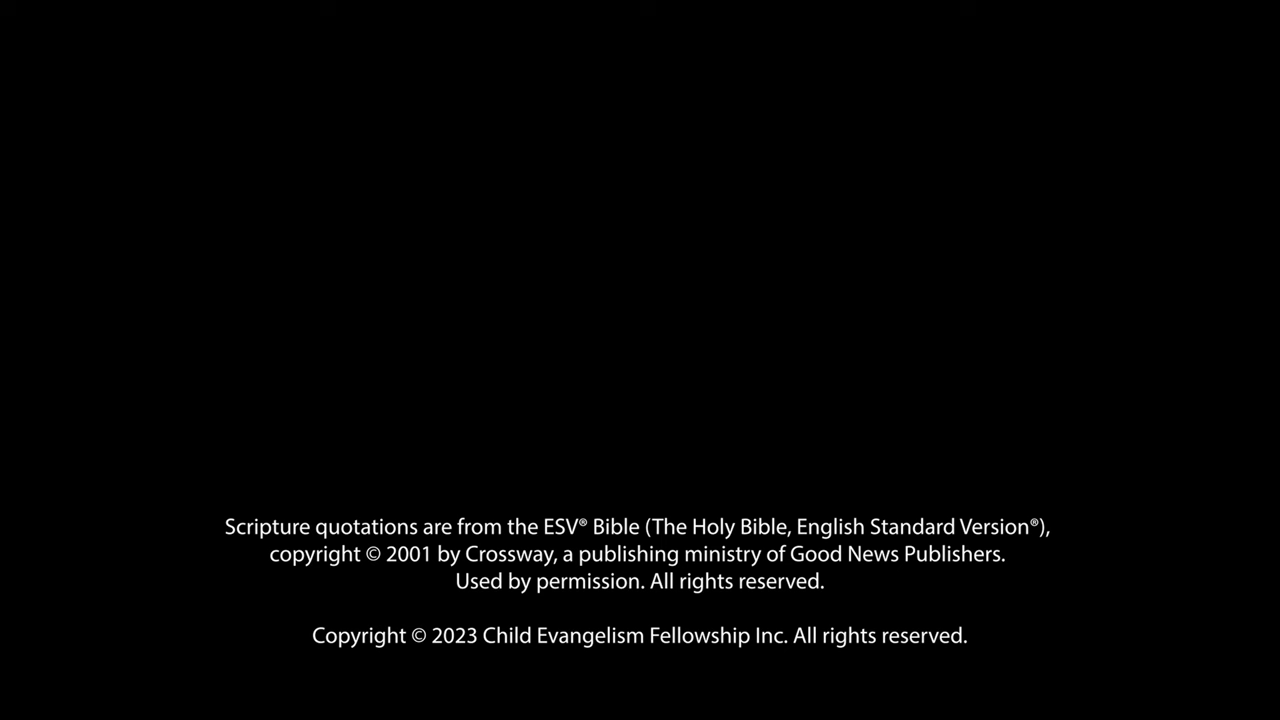 Scripture quotations are from the ESV® Bible (The Holy Bible, English Standard Version®),
copyright © 2001 by Crossway, a publishing ministry of Good News Publishers.
Used by permission. All rights reserved.
Copyright © 2023 Child Evangelism Fellowship Inc. All rights reserved.